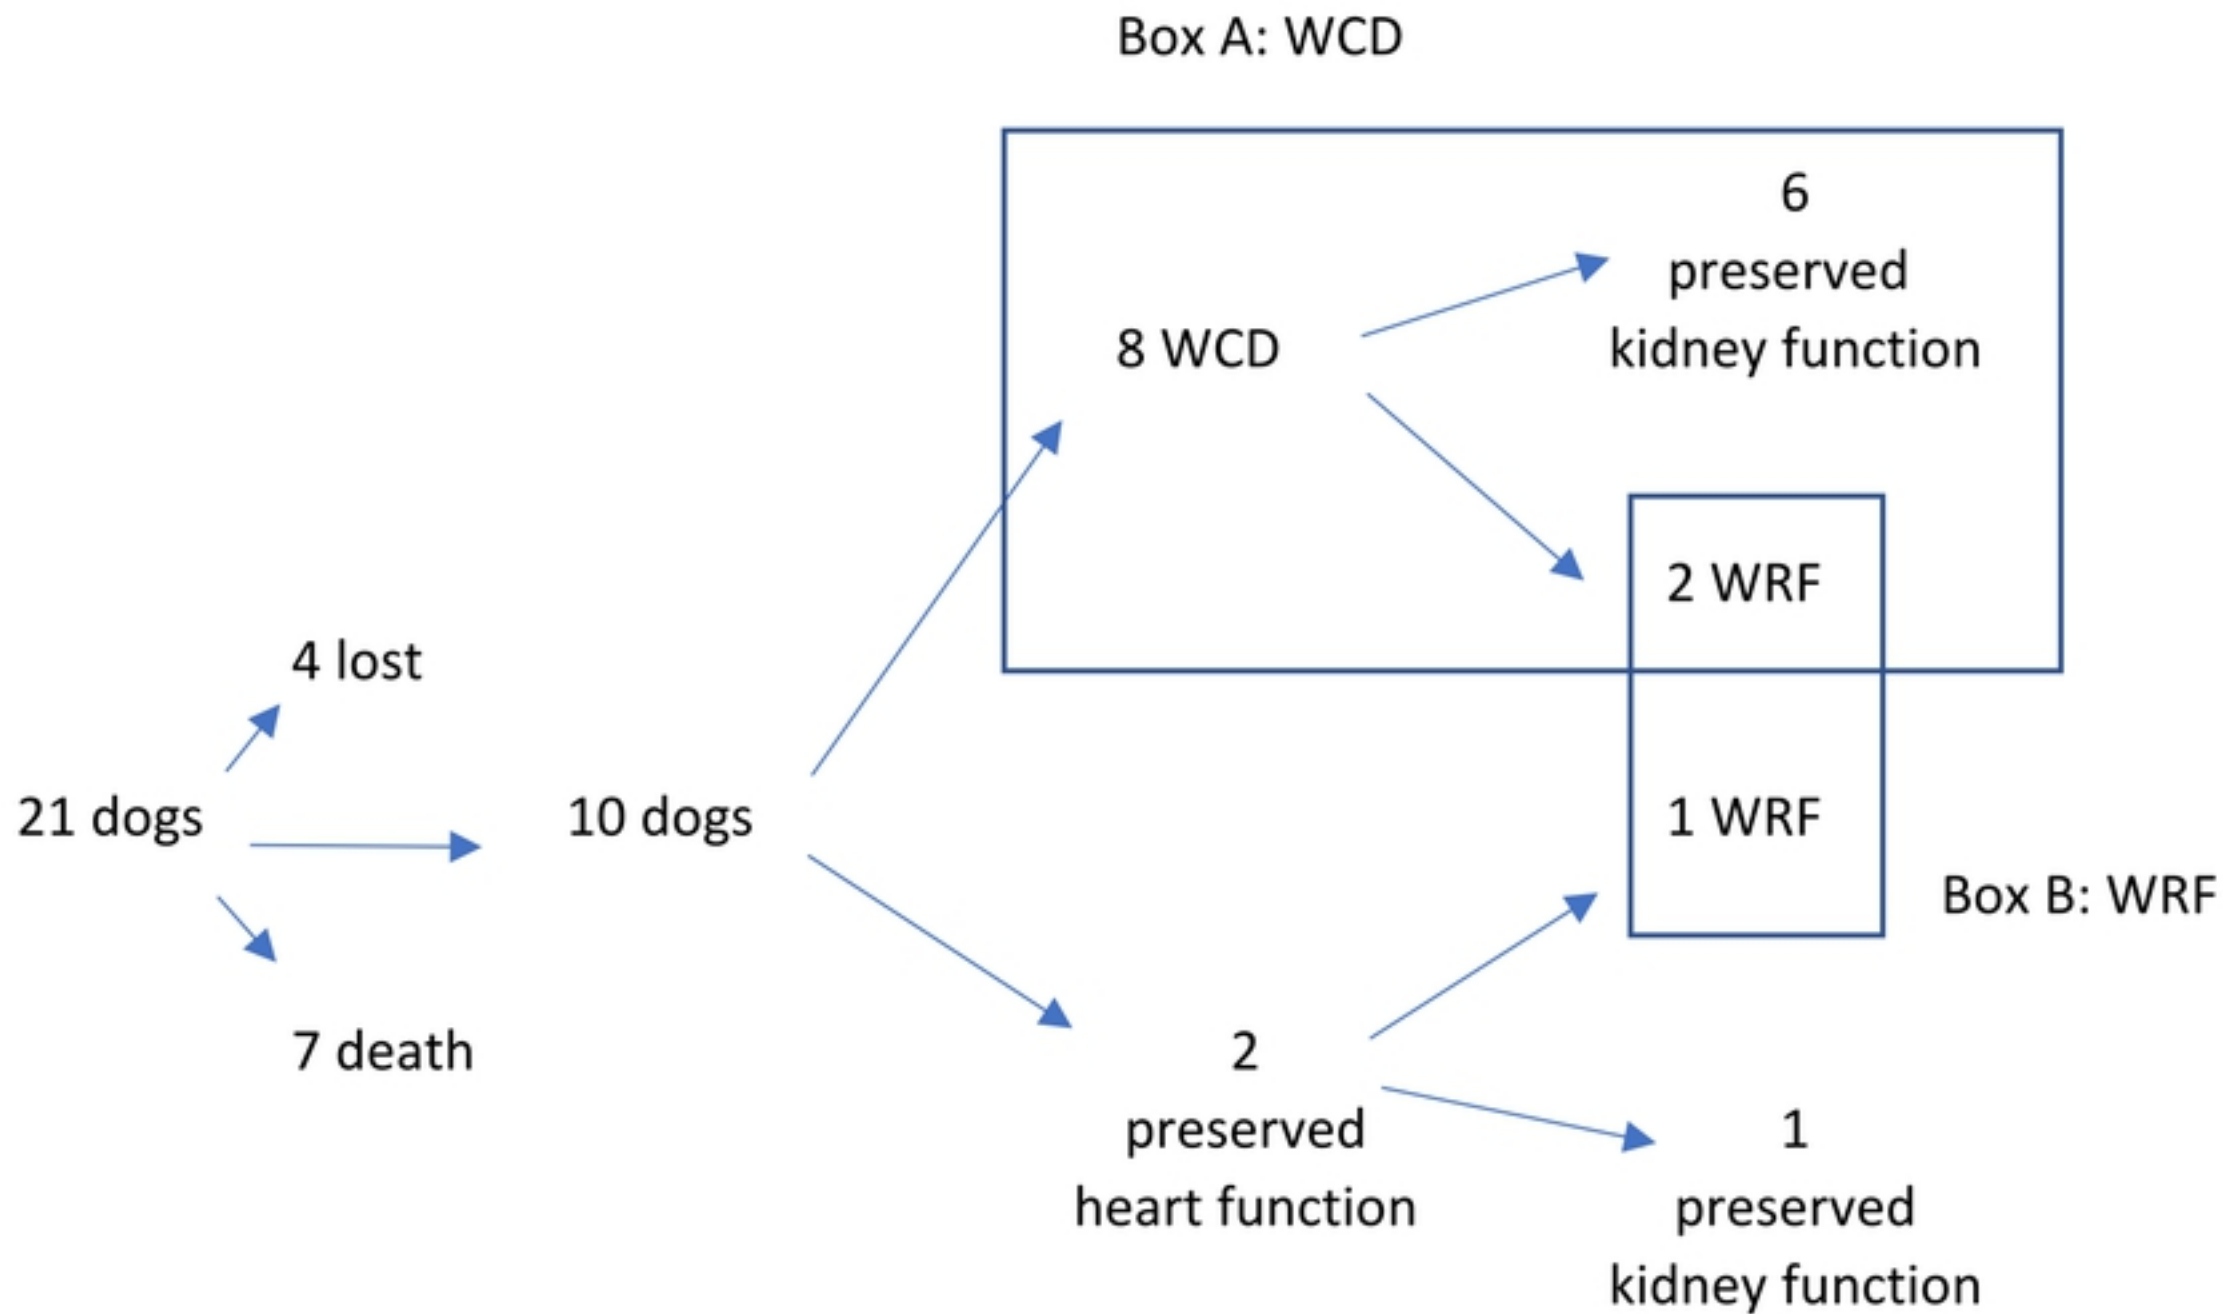 Box A: WCD
6
preserved
kidney function
8 WCD
2 WRF
4 lost
21 dogs
10 dogs
1 WRF
Box B: WRF
7 death
2
preserved
heart function
1
preserved
kidney function